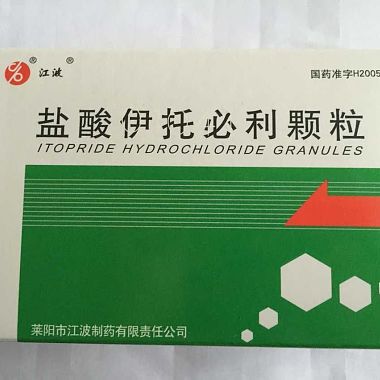 ® 江波®
国药准字H2005
盐酸伊托必利颗粒
ITOPRIDE HYDROCHLORIDE GRANULES
莱阳市江波制药有限责任公司